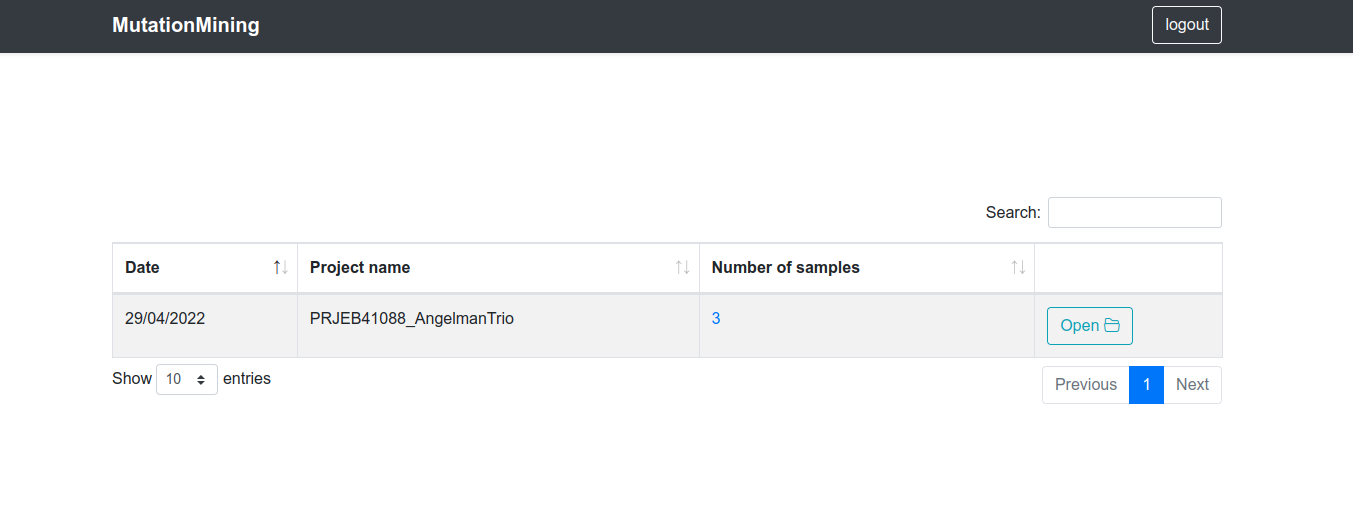 MutationMining logout
Search:
Date Project name Number of samples
29/04/2022 PRJEB41088_AngelmanTrio 3 Open
Show 10 entries Previous 1 Next